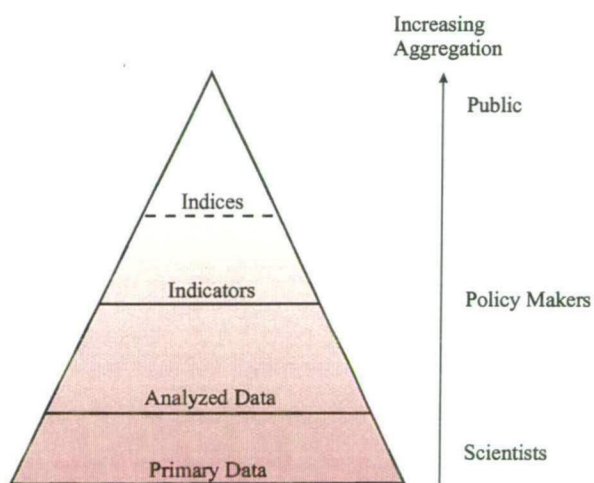 Increasing
Aggregation
Public
Indices
Indicators
Policy Makers
Analyzed Data
Scientists
Primary Data